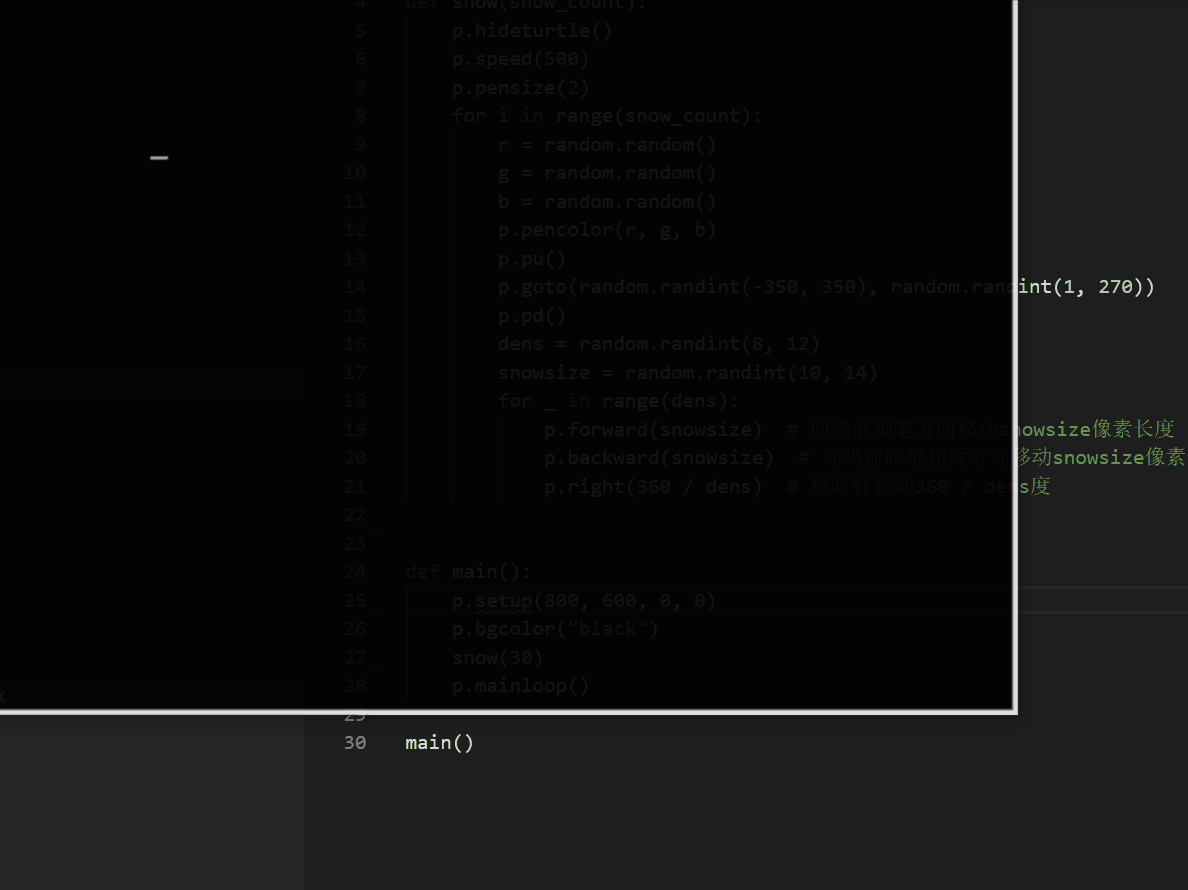 4 def snow(snow_count):
5 p.hideturtle()
6 p.speed(500)
7 p.pensize(2)
8 for i in range(snow_count):
9 r = random.random()
10 g = random.random()
11 b = random.random()
12 p.pencolor(r, g, b)
13 p.pu()
14 p.goto(random.randint(-350, 350), random.randint(1, 270))
15 p.pd()
16 dens = random.randint(8, 12)
17 snowsize = random.randint(10, 14)
18 for _ in range(dens):
19 p.forward(snowsize) # 向当前画笔方向移动snowsize像素长度
20 p.backward(snowsize) # 向当前画笔相反方向移动snowsize像素
21 p.right(360 / dens) # 顺时针移动360 / dens度
22
23
24 def main():
25 p.setup(800, 600, 0, 0)
26 p.bgcolor("black")
27 snow(30)
28 p.mainloop()
29
30 main()